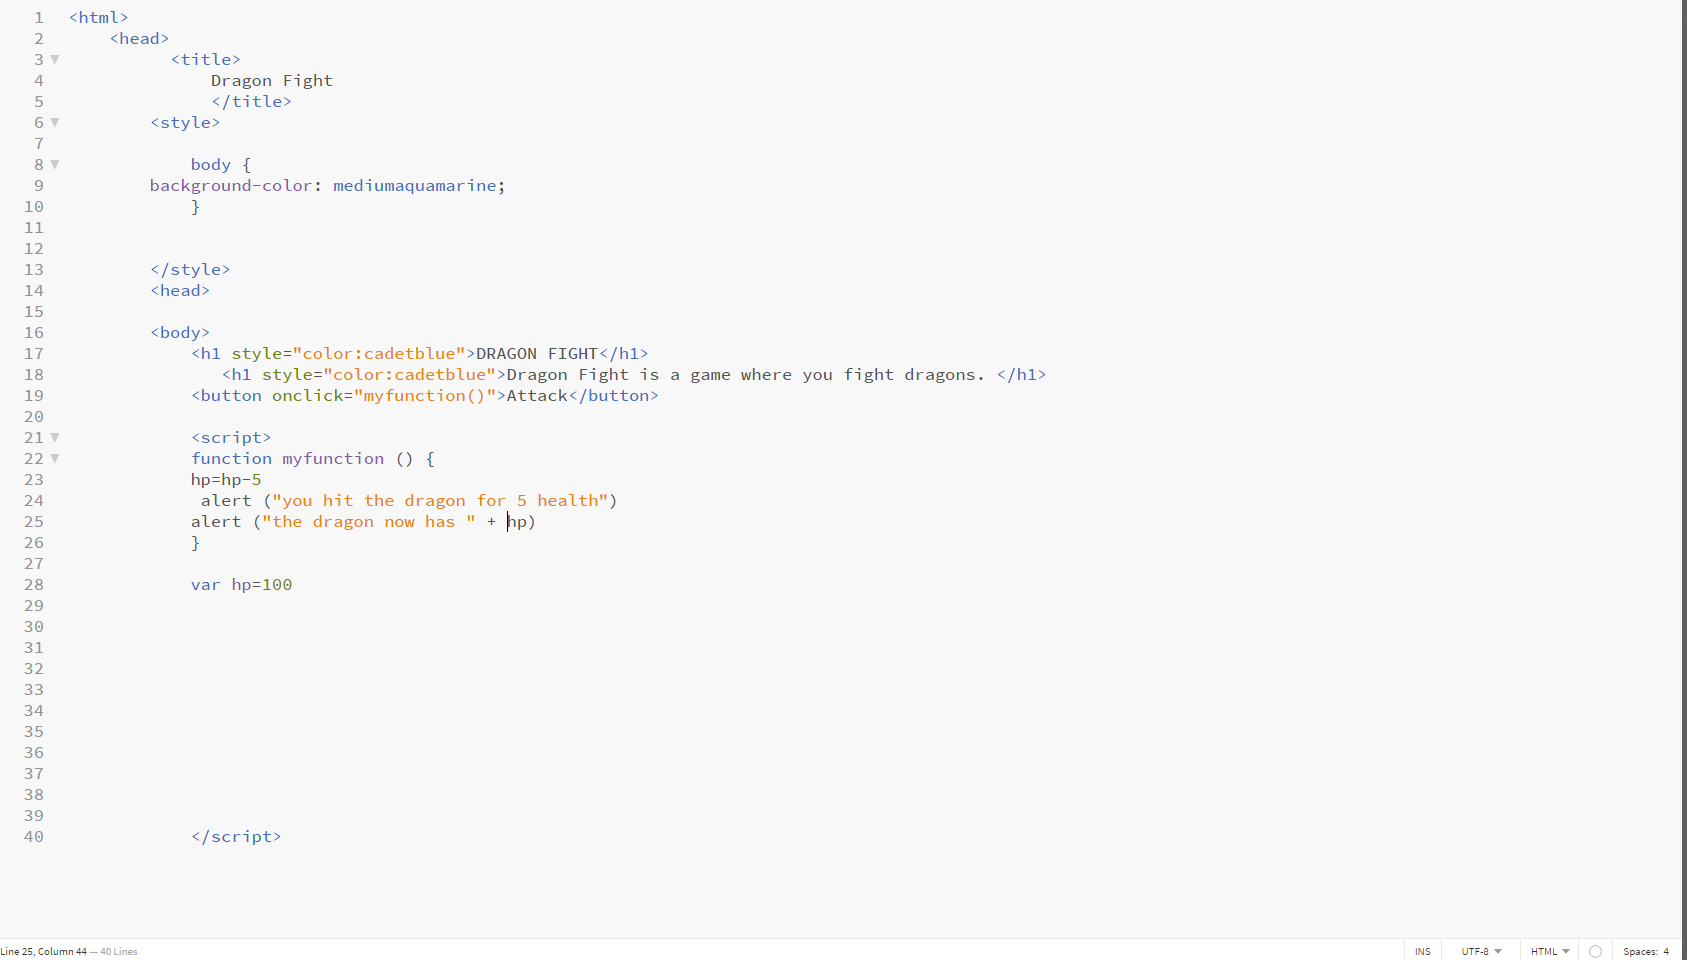 1 <html>
2 <head>
3 <title>
4 Dragon Fight
5 </title>
6 <style>
7
8 body {
9 background-color: mediumaquamarine;
10 }
11
12
13 </style>
14 <head>
15
16 <body>
17 <h1 style="color:cadetblue">DRAGON FIGHT</h1>
18 <h1 style="color:cadetblue">Dragon Fight is a game where you fight dragons. </h1>
19 <button onclick="myfunction()">Attack</button>
20
21 <script>
22 function myfunction () {
23 hp=hp-5
24 alert ("you hit the dragon for 5 health")
25 alert ("the dragon now has " + hp)
26 }
27
28 var hp=100
29
30
31
32
33
34
35
36
37
38
39
40 </script>
Line 25, Column 44 — 40 Lines INS UTF-8 HTML Spaces: 4